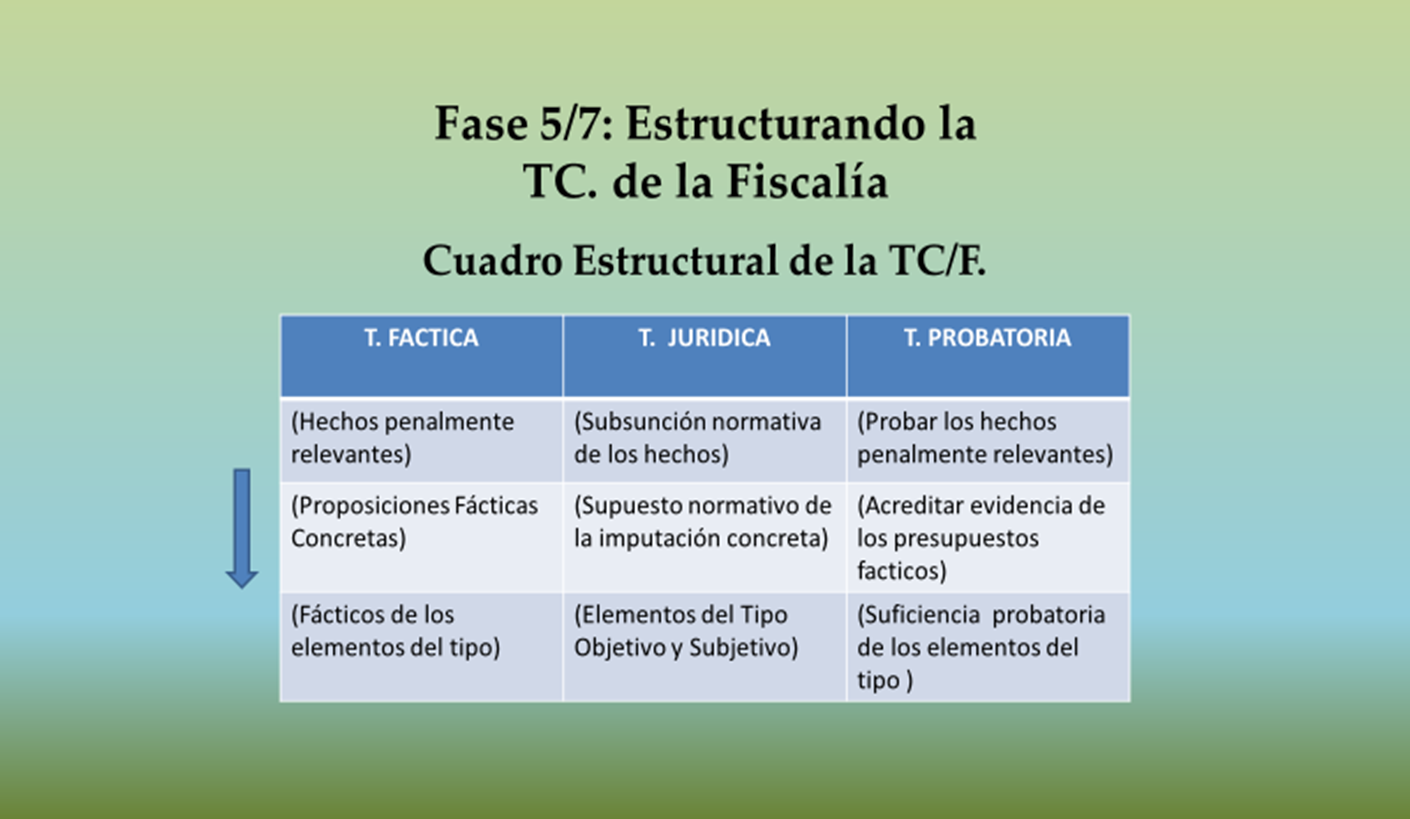 Fase 5/7: Estructurando la
TC. de la Fiscalía
Cuadro Estructural de la TC/F.
T. FACTICA
T. JURIDICA
T. PROBATORIA
(Hechos penalmente
relevantes)
(Subsunción normativa
de los hechos)
(Probar los hechos
penalmente relevantes)
(Proposiciones Fácticas
Concretas)
(Supuesto normativo de
la imputación concreta)
(Acreditar evidencia de
los presupuestos
facticos)
(Fácticos de los
elementos del tipo)
(Elementos del Tipo
Objetivo y Subjetivo)
(Suficiencia probatoria
de los elementos del
tipo )